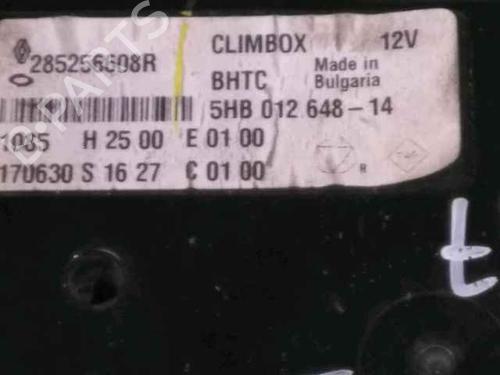 285256608R
CLIMBOX 12V
BHTC
Made in
Bulgaria
5HB 012 648-14
H 25 00 E 01 00
170630 S 16 27 C 01 00
R
t